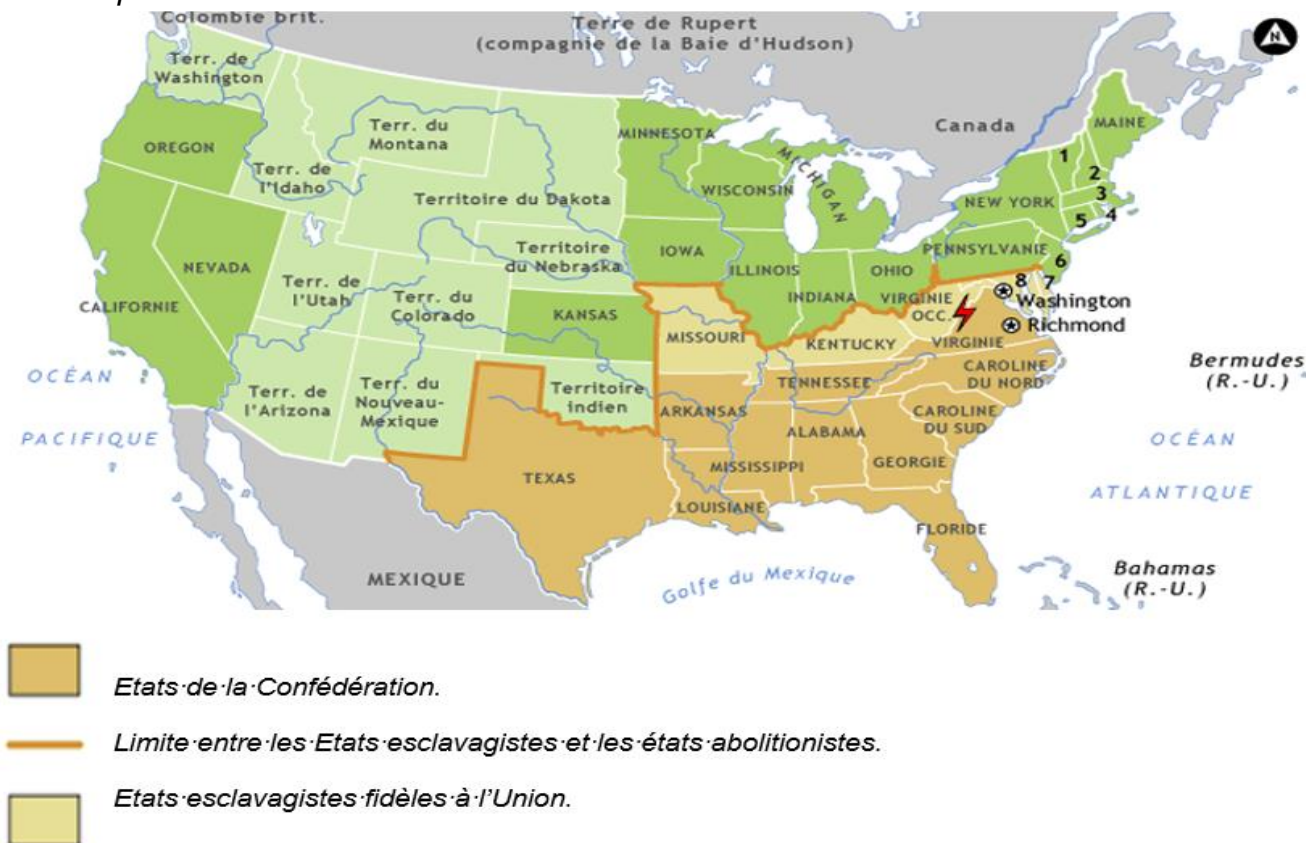 Colombie brit.
Terre de Rupert
(compagnie de la Baie d'Hudson)
N
Terr. de
Washington
Terr. du
Montana
MINNESOTA
Canada
MAINE
OREGON
Terr. de
l'Idaho
MICHIGAN
1
2
WISCONSIN
Territoire du Dakota
NEW YORK
3
4
5
IOWA
PENNSYLVANIE
Territoire
du Nebraska
NEVADA
ILLINOIS
OHIO
6
Terr. de
l'Utah
Terr. du
Colorado
INDIANA
VIRGINIE
OCC.
8
7
Washington
CALIFORNIE
KANSAS
Richmond
MISSOURI
KENTUCKY
VIRGINIE
Bermudes
(R.-U.)
OCÉAN
PACIFIQUE
Terr. de
l'Arizona
Terr. du
Nouveau-
Mexique
Territoire
indien
TENNESSEE
CAROLINE
DU NORD
ARKANSAS
CAROLINE
DU SUD
ALABAMA
OCÉAN
ATLANTIQUE
MISSISSIPPI
GEORGIE
TEXAS
LOUISIANE
FLORIDE
MEXIQUE
Golfe du Mexique
Bahamas
(R.-U.)
Etats·de·la·Confédération.
Limite·entre·les·Etats·esclavagistes·et·les·états·abolitionistes.
Etats·esclavagistes·fidèles·à·l'Union.